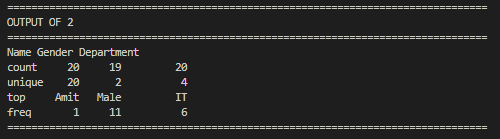 ================================================================================
OUTPUT OF 2
================================================================================
Name Gender Department
count     20     19         20
unique    20      2          4
top     Amit   Male         IT
freq       1     11          6
================================================================================